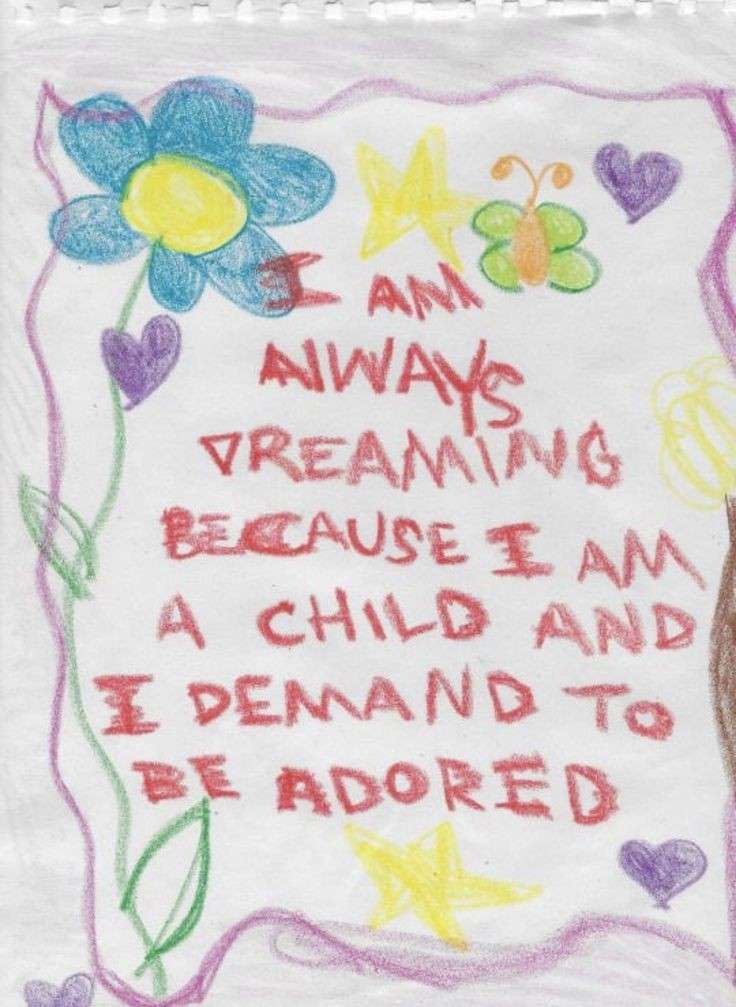 I AM
ALWAYS
DREAMING
BECAUSE I AM
A CHILD AND
I DEMAND TO
BE ADORED